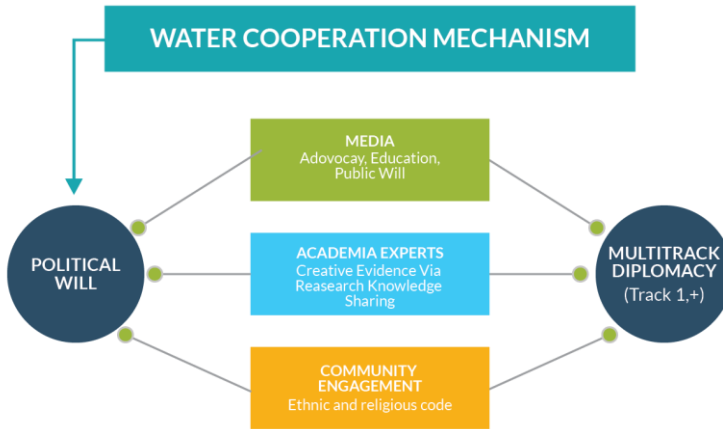 WATER COOPERATION MECHANISM
MEDIA
Adovocay, Education,
Public Will
POLITICAL
WILL
ACADEMIA EXPERTS
Creative Evidence Via
Reasearch Knowledge
Sharing
MULTITRACK
DIPLOMACY
(Track 1,+)
COMMUNITY
ENGAGEMENT
Ethnic and religious code